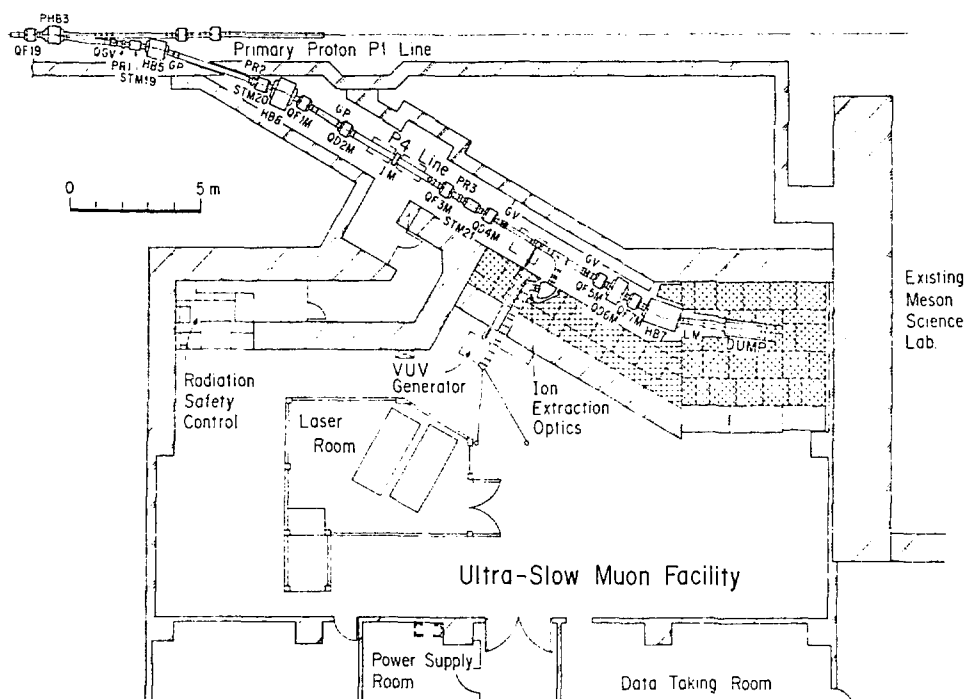 PHB3
QF19
Primary Proton P1 Line
QGV
PR1
STM19
HB5
GP
PR2
STM20
HB6
QF1M
GP
QD2M
P4 Line
1M
PR3
QF3M
STM21
QD4M
GV
GV
QF5M
QD6M
QF7M
HB7
DUMP
0 5 m
Existing
Meson
Science
Lab.
Radiation
Safety
Control
VUV
Generator
Ion
Extraction
Optics
Laser
Room
Ultra-Slow Muon Facility
Power Supply
Room
Data Taking Room